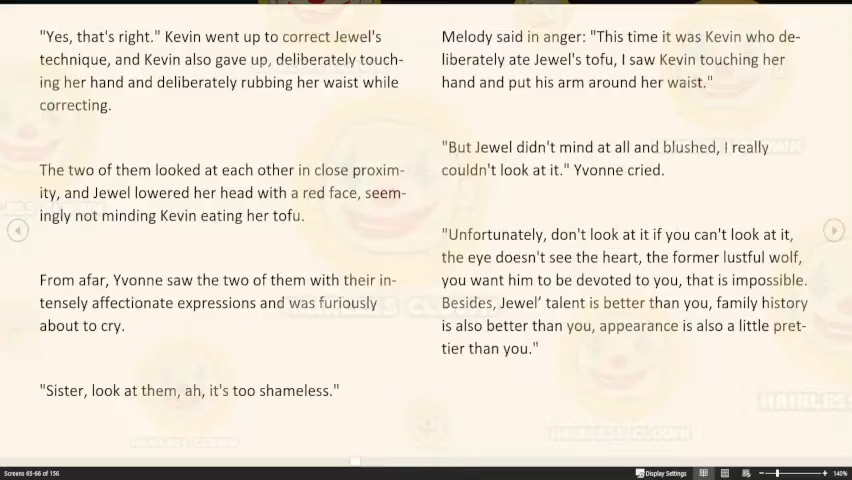 "Yes, that's right." Kevin went up to correct Jewel's
technique, and Kevin also gave up, deliberately touch-
ing her hand and deliberately rubbing her waist while
correcting.
The two of them looked at each other in close proxim-
ity, and Jewel lowered her head with a red face, seem-
ingly not minding Kevin eating her tofu.
From afar, Yvonne saw the two of them with their in-
tensely affectionate expressions and was furiously
about to cry.
"Sister, look at them, ah, it's too shameless."
Melody said in anger: "This time it was Kevin who de-
liberately ate Jewel's tofu, I saw Kevin touching her
hand and put his arm around her waist."
"But Jewel didn't mind at all and blushed, I really
couldn't look at it." Yvonne cried.
"Unfortunately, don't look at it if you can't look at it,
the eye doesn't see the heart, the former lustful wolf,
you want him to be devoted to you, that is impossible.
Besides, Jewel’ talent is better than you, family history
is also better than you, appearance is also a little pret-
tier than you."
HAIRLESS CLOWN
HAIRLESS CLOWN
HAIRLESS CLOWN
Screens 65-66 of 156
Display Settings
140%